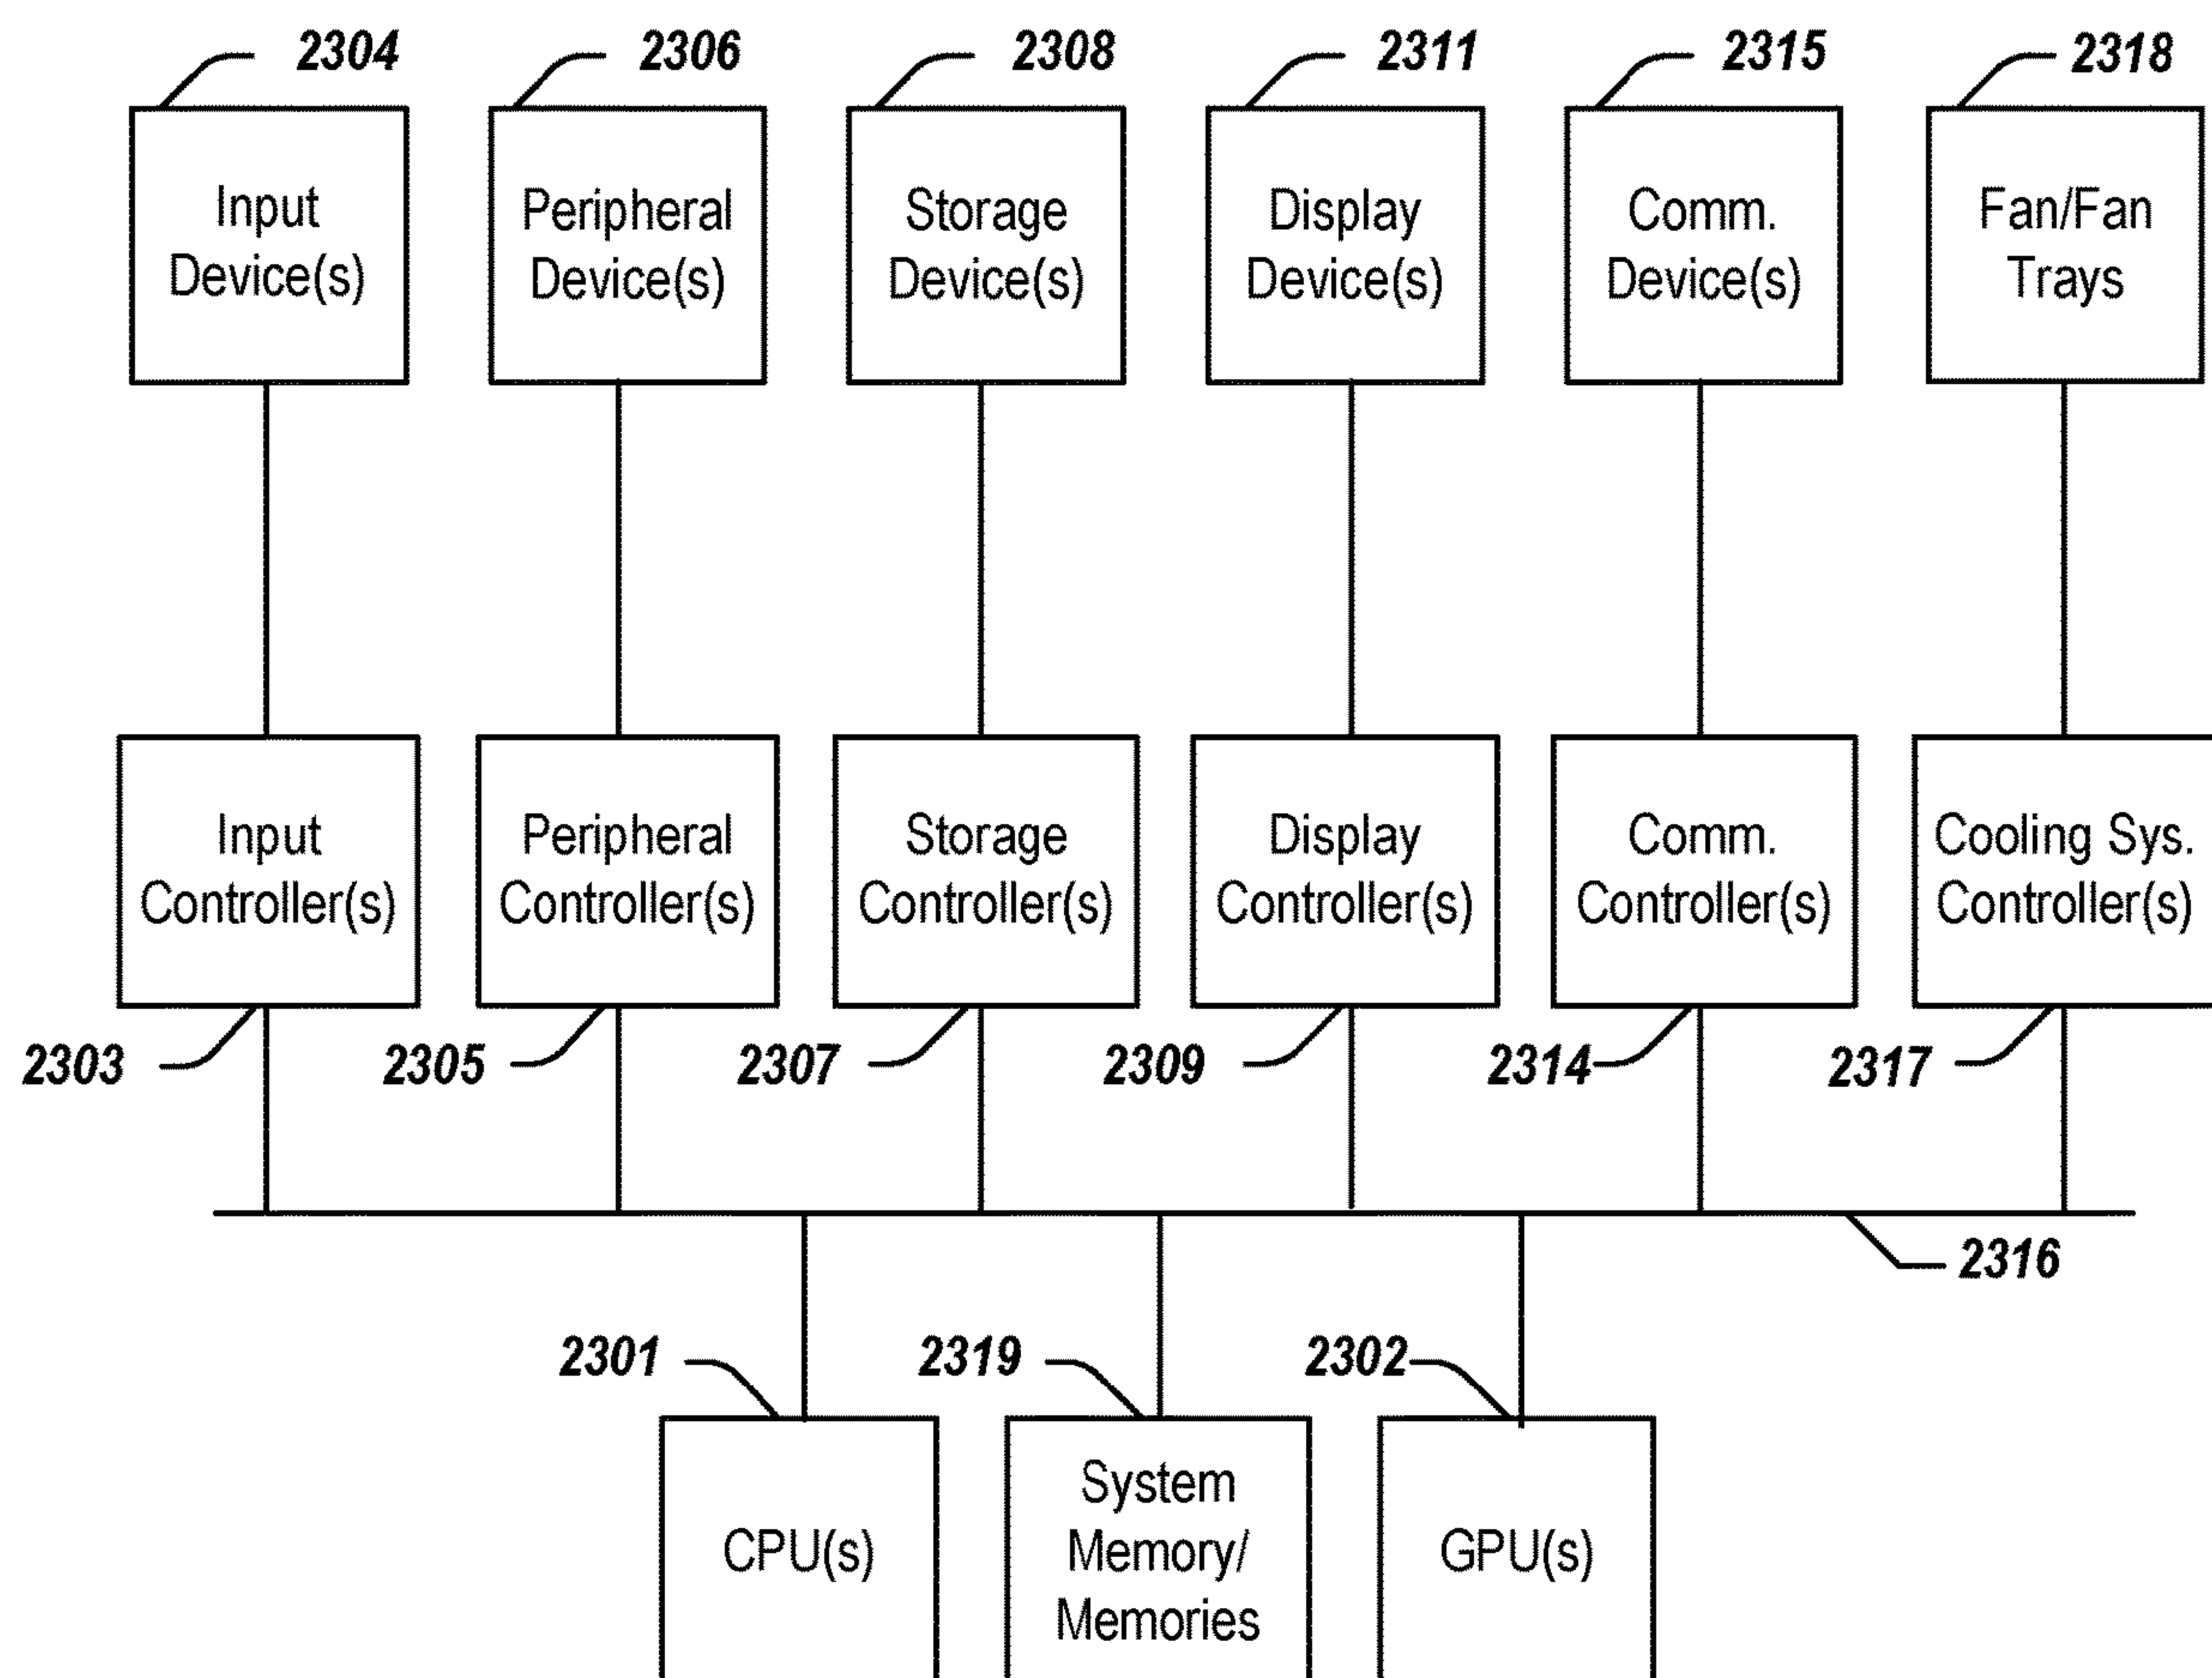 2304 2306 2308 2311 2315 2318
Input
Device(s)
Peripheral
Device(s)
Storage
Device(s)
Display
Device(s)
Comm.
Device(s)
Fan/Fan
Trays
Input
Controller(s)
Peripheral
Controller(s)
Storage
Controller(s)
Display
Controller(s)
Comm.
Controller(s)
Cooling Sys.
Controller(s)
2303 2305 2307 2309 2314 2317
2316
2301 2319 2302
CPU(s)
System
Memory/
Memories
GPU(s)